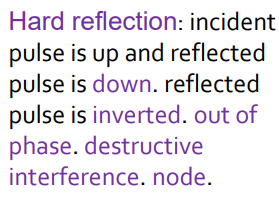 Hard reflection: incident
pulse is up and reflected
pulse is down. reflected
pulse is inverted. out of
phase. destructive
interference. node.